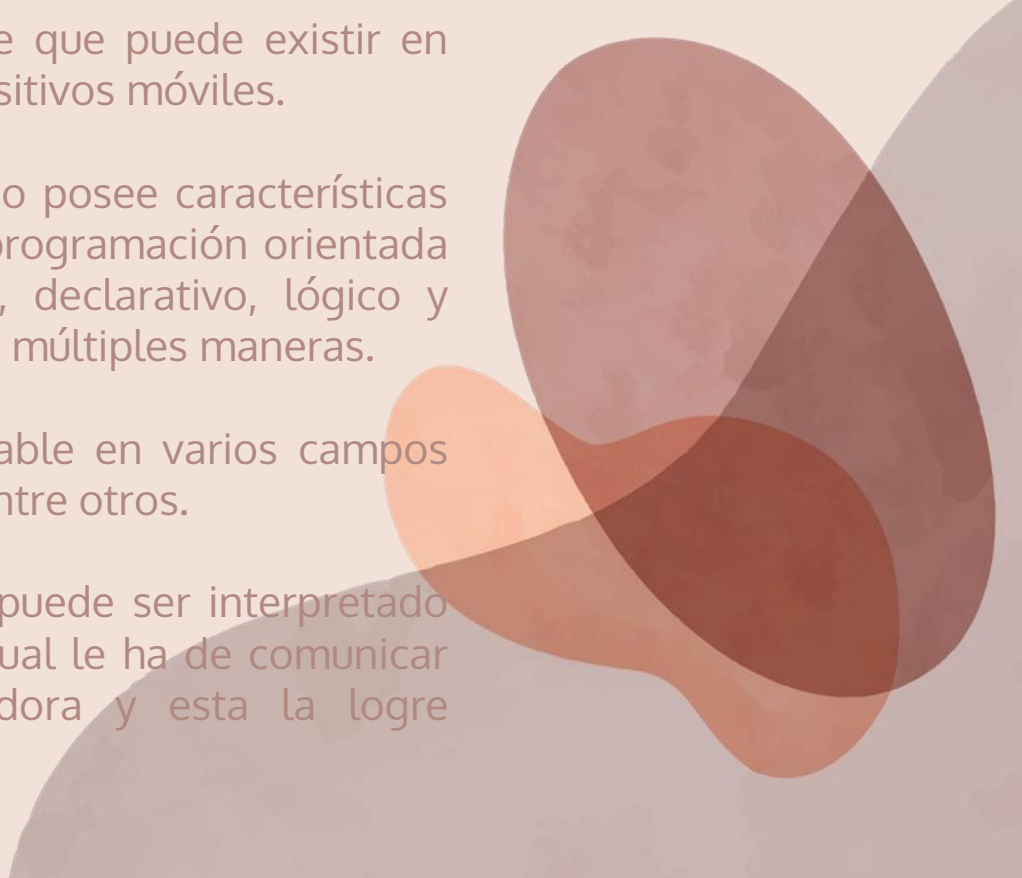 e que puede existir en
sitivos móviles.
o posee características
programación orientada
, declarativo, lógico y
múltiples maneras.
able en varios campos
ntre otros.
puede ser interpretado
ual le ha de comunicar
dora y esta la logre